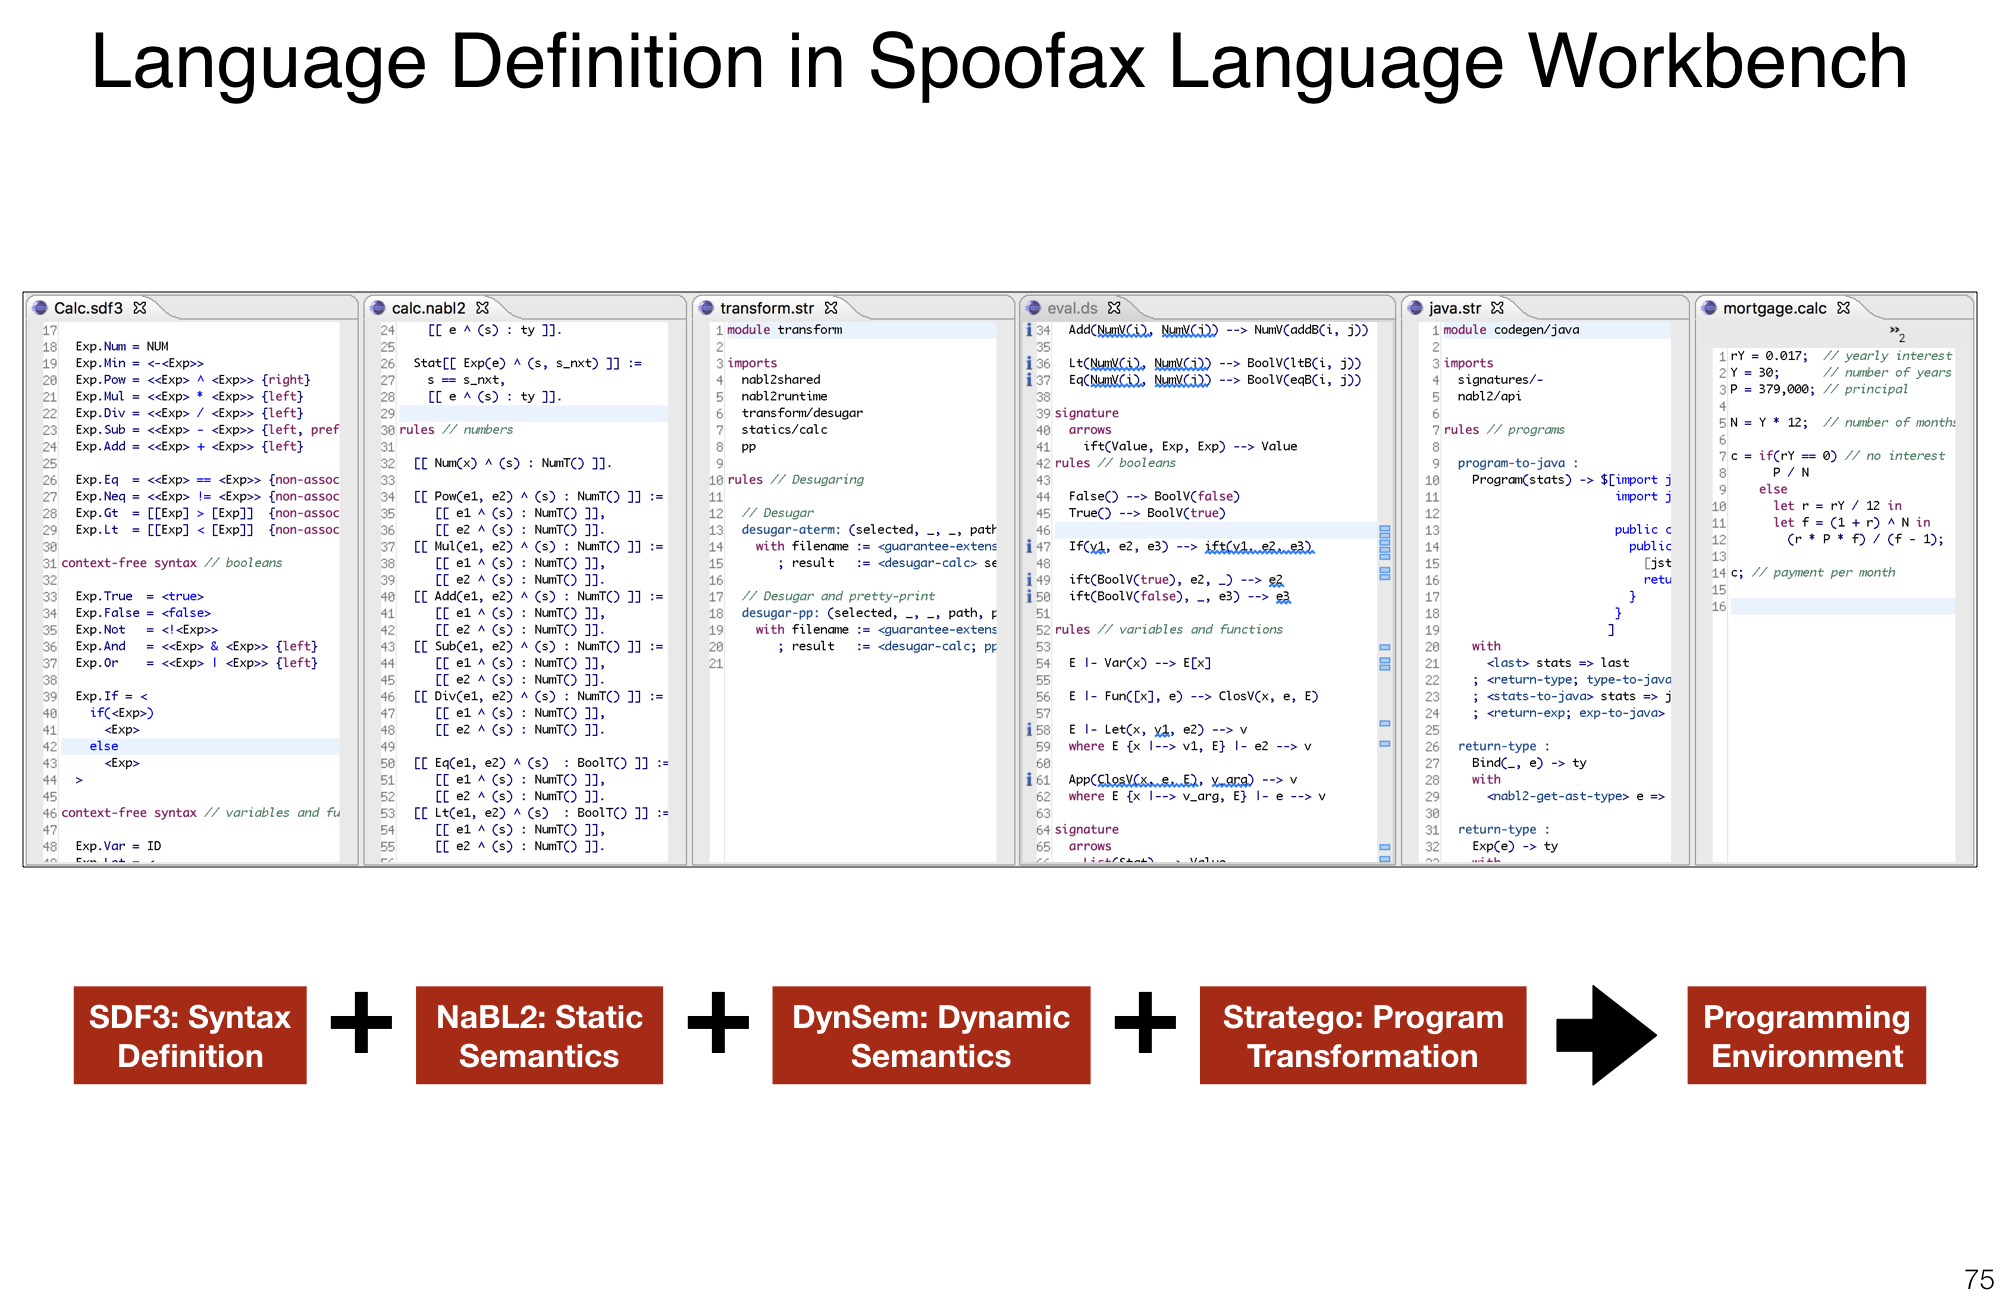 Language Definition in Spoofax Language Workbench
Calc.sdf3
17
18 Exp.Num = NUM
19 Exp.Min = <-<Exp>>
20 Exp.Pow = <<Exp> ^ <Exp>> {right}
21 Exp.Mul = <<Exp> * <Exp>> {left}
22 Exp.Div = <<Exp> / <Exp>> {left}
23 Exp.Sub = <<Exp> - <Exp>> {left, pref
24 Exp.Add = <<Exp> + <Exp>> {left}
25
26 Exp.Eq = <<Exp> == <Exp>> {non-assoc
27 Exp.Neq = <<Exp> != <Exp>> {non-assoc
28 Exp.Gt = [[Exp] > [Exp]] {non-assoc
29 Exp.Lt = [[Exp] < [Exp]] {non-assoc
30
31 context-free syntax // booleans
32
33 Exp.True = <true>
34 Exp.False = <false>
35 Exp.Not = <!<Exp>>
36 Exp.And = <<Exp> & <Exp>> {left}
37 Exp.Or = <<Exp> | <Exp>> {left}
38
39 Exp.If = <
40 if(<Exp>)
41 <Exp>
42 else
43 <Exp>
44 >
45
46 context-free syntax // variables and fu
47
48 Exp.Var = ID
calc.nabl2
24 [[ e ^ (s) : ty ]].
25
26 Stat[[ Exp(e) ^ (s, s_nxt) ]] :=
27 s == s_nxt,
28 [[ e ^ (s) : ty ]].
29
30 rules // numbers
31
32 [[ Num(x) ^ (s) : NumT() ]].
33
34 [[ Pow(e1, e2) ^ (s) : NumT() ]] :=
35 [[ e1 ^ (s) : NumT() ]],
36 [[ e2 ^ (s) : NumT() ]].
37 [[ Mul(e1, e2) ^ (s) : NumT() ]] :=
38 [[ e1 ^ (s) : NumT() ]],
39 [[ e2 ^ (s) : NumT() ]].
40 [[ Add(e1, e2) ^ (s) : NumT() ]] :=
41 [[ e1 ^ (s) : NumT() ]],
42 [[ e2 ^ (s) : NumT() ]].
43 [[ Sub(e1, e2) ^ (s) : NumT() ]] :=
44 [[ e1 ^ (s) : NumT() ]],
45 [[ e2 ^ (s) : NumT() ]].
46 [[ Div(e1, e2) ^ (s) : NumT() ]] :=
47 [[ e1 ^ (s) : NumT() ]],
48 [[ e2 ^ (s) : NumT() ]].
49
50 [[ Eq(e1, e2) ^ (s) : BoolT() ]] :=
51 [[ e1 ^ (s) : NumT() ]],
52 [[ e2 ^ (s) : NumT() ]].
53 [[ Lt(e1, e2) ^ (s) : BoolT() ]] :=
54 [[ e1 ^ (s) : NumT() ]],
55 [[ e2 ^ (s) : NumT() ]].
transform.str
1 module transform
2
3 imports
4 nabl2shared
5 nabl2runtime
6 transform/desugar
7 statics/calc
8 pp
9
10 rules // Desugaring
11
12 // Desugar
13 desugar-aterm: (selected, _, _, path
14 with filename := <guarantee-extens
15 ; result := <desugar-calc> se
16
17 // Desugar and pretty-print
18 desugar-pp: (selected, _, _, path, p
19 with filename := <guarantee-extens
20 ; result := <desugar-calc; pp
21
eval.ds
34 Add(NumV(i), NumV(j)) --> NumV(addB(i, j))
35
36 Lt(NumV(i), NumV(j)) --> BoolV(ltB(i, j))
37 Eq(NumV(i), NumV(j)) --> BoolV(eqB(i, j))
38
39 signature
40 arrows
41 ift(Value, Exp, Exp) --> Value
42 rules // booleans
43
44 False() --> BoolV(false)
45 True() --> BoolV(true)
46
47 If(v1, e2, e3) --> ift(v1, e2, e3)
48
49 ift(BoolV(true), e2, _) --> e2
50 ift(BoolV(false), _, e3) --> e3
51
52 rules // variables and functions
53
54 E |- Var(x) --> E[x]
55
56 E |- Fun([x], e) --> ClosV(x, e, E)
57
58 E |- Let(x, v1, e2) --> v
59 where E {x |--> v1, E} |- e2 --> v
60
61 App(ClosV(x, e, E), v_arg) --> v
62 where E {x |--> v_arg, E} |- e --> v
63
64 signature
65 arrows
java.str
1 module codegen/java
2
3 imports
4 signatures/-
5 nabl2/api
6
7 rules // programs
8
9 program-to-java :
10 Program(stats) -> $[import j
11 import j
12
13 public c
14 public
15 [jst
16 retu
17 }
18 }
19 ]
20 with
21 <last> stats => last
22 ; <return-type; type-to-java
23 ; <stats-to-java> stats => j
24 ; <return-exp; exp-to-java>
25
26 return-type :
27 Bind(_, e) -> ty
28 with
29 <nabl2-get-ast-type> e =>
30
31 return-type :
32 Exp(e) -> ty
mortgage.calc
»2
1 rY = 0.017; // yearly interest
2 Y = 30; // number of years
3 P = 379,000; // principal
4
5 N = Y * 12; // number of months
6
7 c = if(rY == 0) // no interest
8 P / N
9 else
10 let r = rY / 12 in
11 let f = (1 + r) ^ N in
12 (r * P * f) / (f - 1);
13
14 c; // payment per month
15
16
SDF3: Syntax
Definition
+
NaBL2: Static
Semantics
+
DynSem: Dynamic
Semantics
+
Stratego: Program
Transformation
Programming
Environment
75